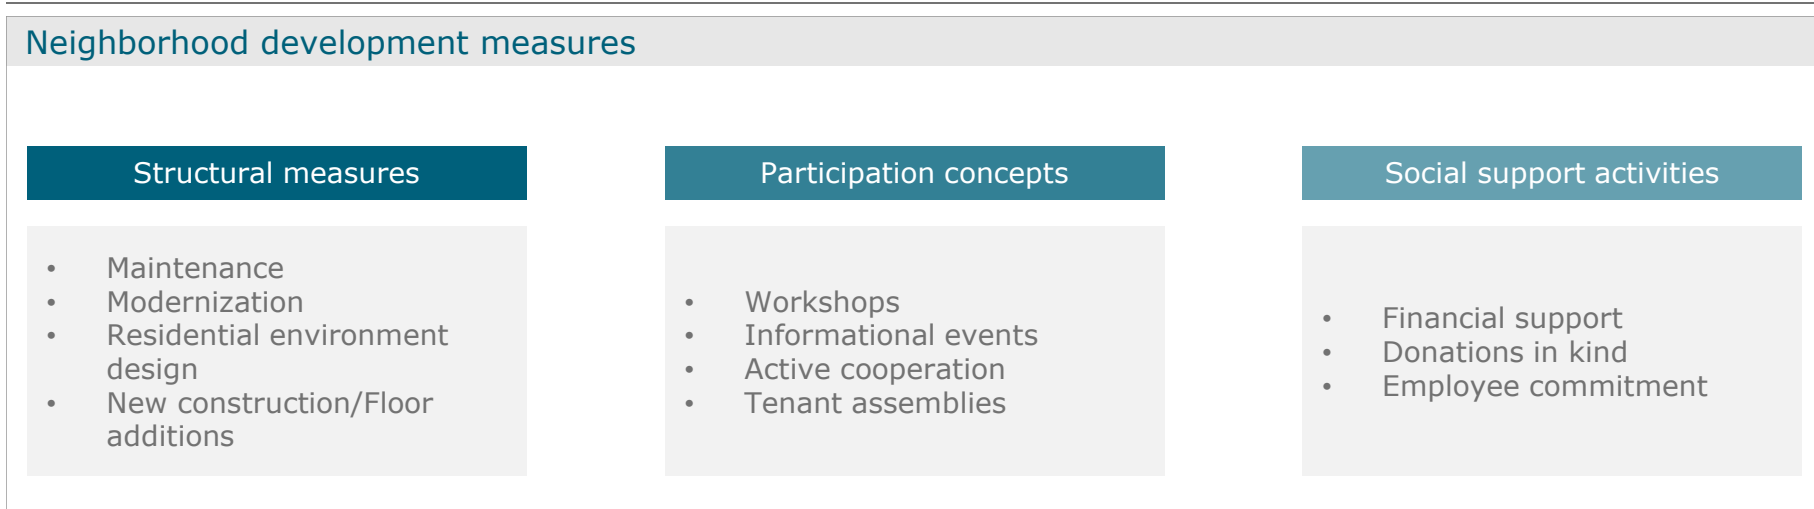 Neighborhood development measures
Structural measures
• Maintenance
• Modernization
• Residential environment
design
• New construction/Floor
additions
Participation concepts
• Workshops
• Informational events
• Active cooperation
• Tenant assemblies
Social support activities
• Financial support
• Donations in kind
• Employee commitment